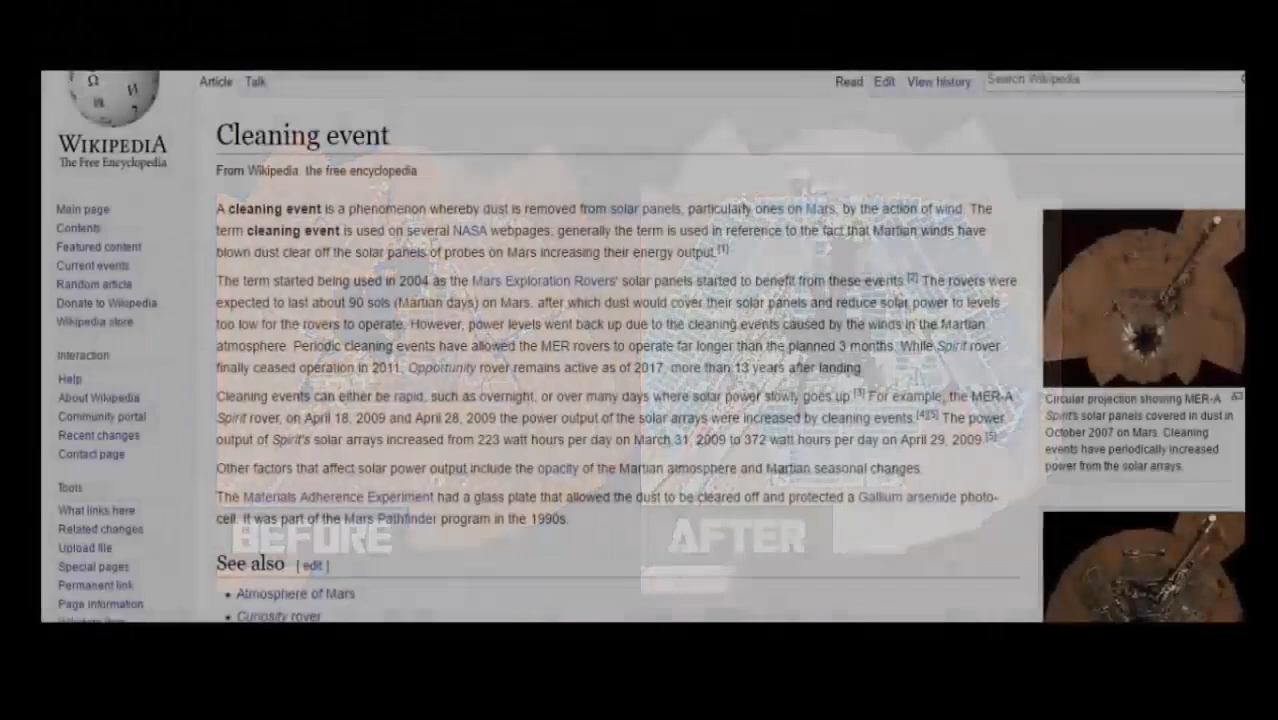 Article Talk Read Edit View history Search Wikipedia
WIKIPEDIA
The Free Encyclopedia
Main page
Contents
Featured content
Current events
Random article
Donate to Wikipedia
Wikipedia store
Interaction
Help
About Wikipedia
Community portal
Recent changes
Contact page
Tools
What links here
Related changes
Upload file
Special pages
Permanent link
Page information
Cleaning event
From Wikipedia the free encyclopedia
A cleaning event is a phenomenon whereby dust is removed from solar panels, particularly ones on Mars, by the action of wind. The
term cleaning event is used on several NASA webpages, generally the term is used in reference to the fact that Martian winds have
blown dust clear off the solar panels of probes on Mars increasing their energy output.[1]
The term started being used in 2004 as the Mars Exploration Rovers' solar panels started to benefit from these events.[2] The rovers were
expected to last about 90 sols (Martian days) on Mars, after which dust would cover their solar panels and reduce solar power to levels
too low for the rovers to operate. However, power levels went back up due to the cleaning events caused by the winds in the Martian
atmosphere. Periodic cleaning events have allowed the MER rovers to operate far longer than the planned 3 months. While Spirit rover
finally ceased operation in 2011, Opportunity rover remains active as of 2017, more than 13 years after landing.
Cleaning events can either be rapid, such as overnight, or over many days where solar power slowly goes up.[3] For example, the MER-A
Spirit rover, on April 18, 2009 and April 28, 2009 the power output of the solar arrays were increased by cleaning events.[4][5] The power
output of Spirit's solar arrays increased from 223 watt hours per day on March 31, 2009 to 372 watt hours per day on April 29, 2009.[5]
Other factors that affect solar power output include the opacity of the Martian atmosphere and Martian seasonal changes.
The Materials Adherence Experiment had a glass plate that allowed the dust to be cleared off and protected a Gallium arsenide photo-
cell. It was part of the Mars Pathfinder program in the 1990s.
BEFORE AFTER
See also [ edit ]
• Atmosphere of Mars
• Curiosity rover
Circular projection showing MER-A
Spirit's solar panels covered in dust in
October 2007 on Mars. Cleaning
events have periodically increased
power from the solar arrays.